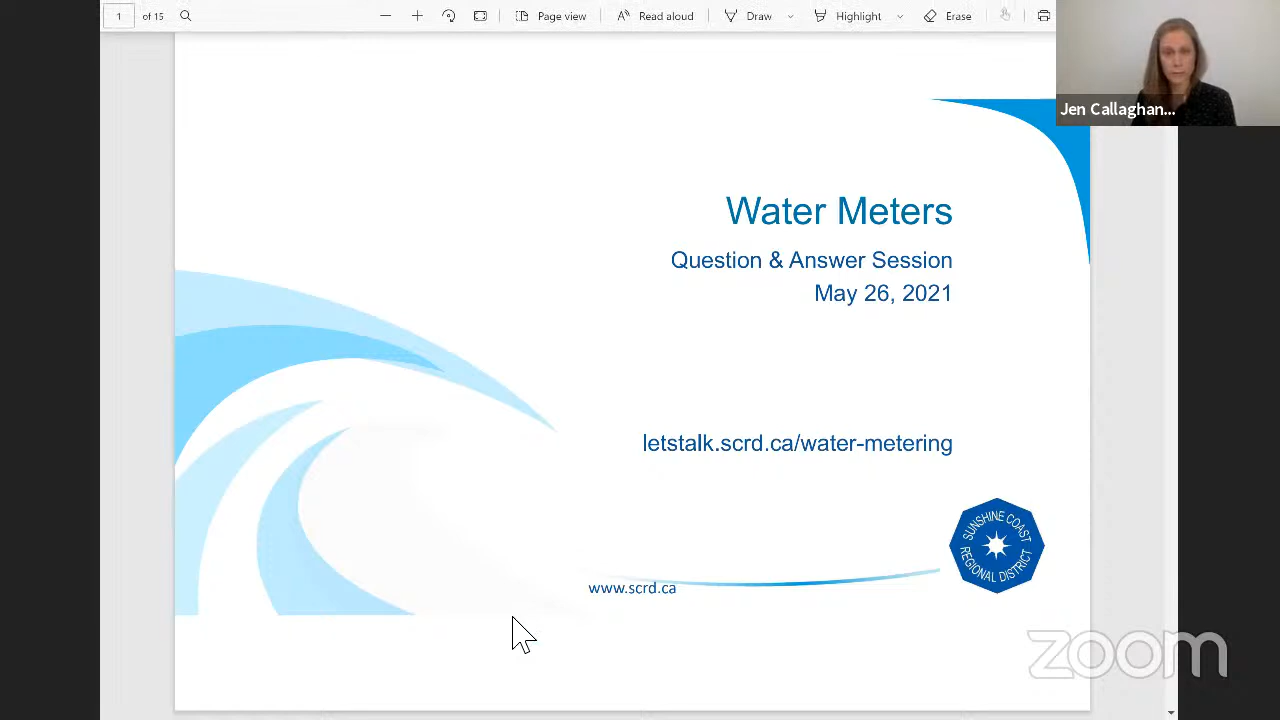 1 of 15
Page view
Read aloud
Draw
Highlight
Erase
Jen Callaghan...
Water Meters
Question & Answer Session
May 26, 2021
letstalk.scrd.ca/water-metering
SUNSHINE COAST
REGIONAL DISTRICT
www.scrd.ca
zoom